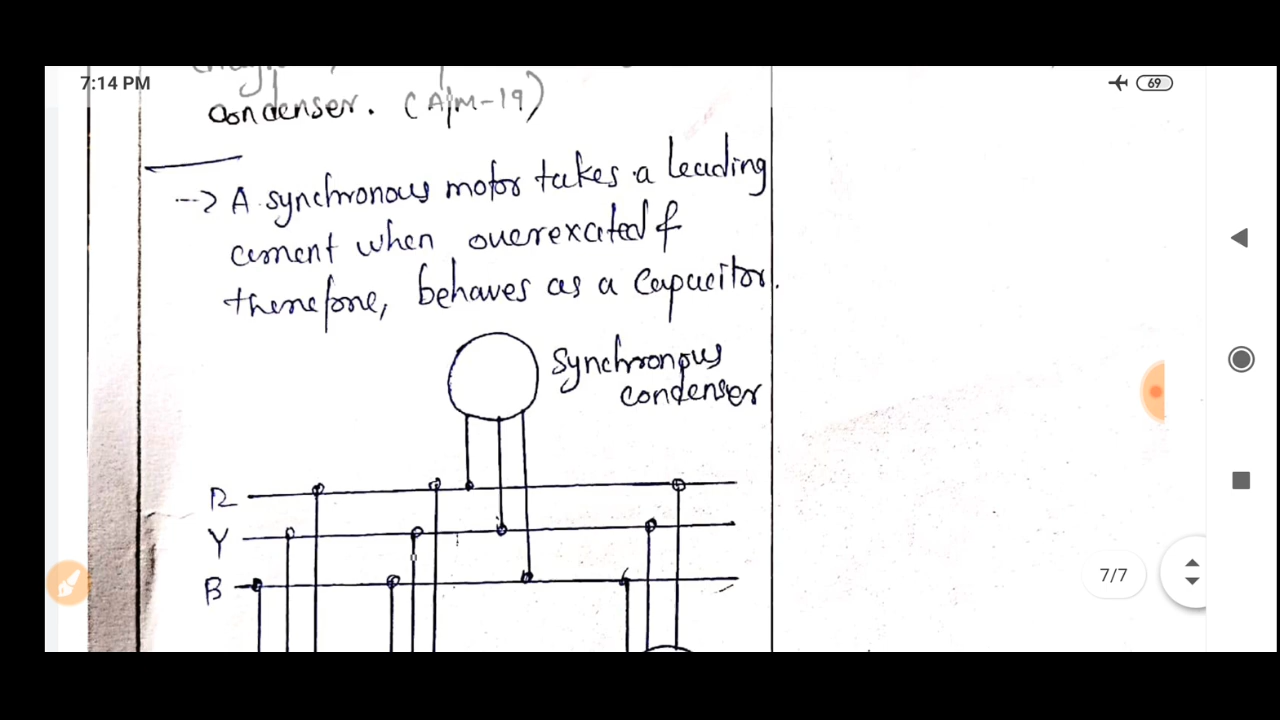 7:14 PM
69
condenser. (A/M-19)
--> A synchronous motor takes a leading
current when overexcited &
therefore, behaves as a capacitor.
Synchronous
condenser
R
Y
B
7/7